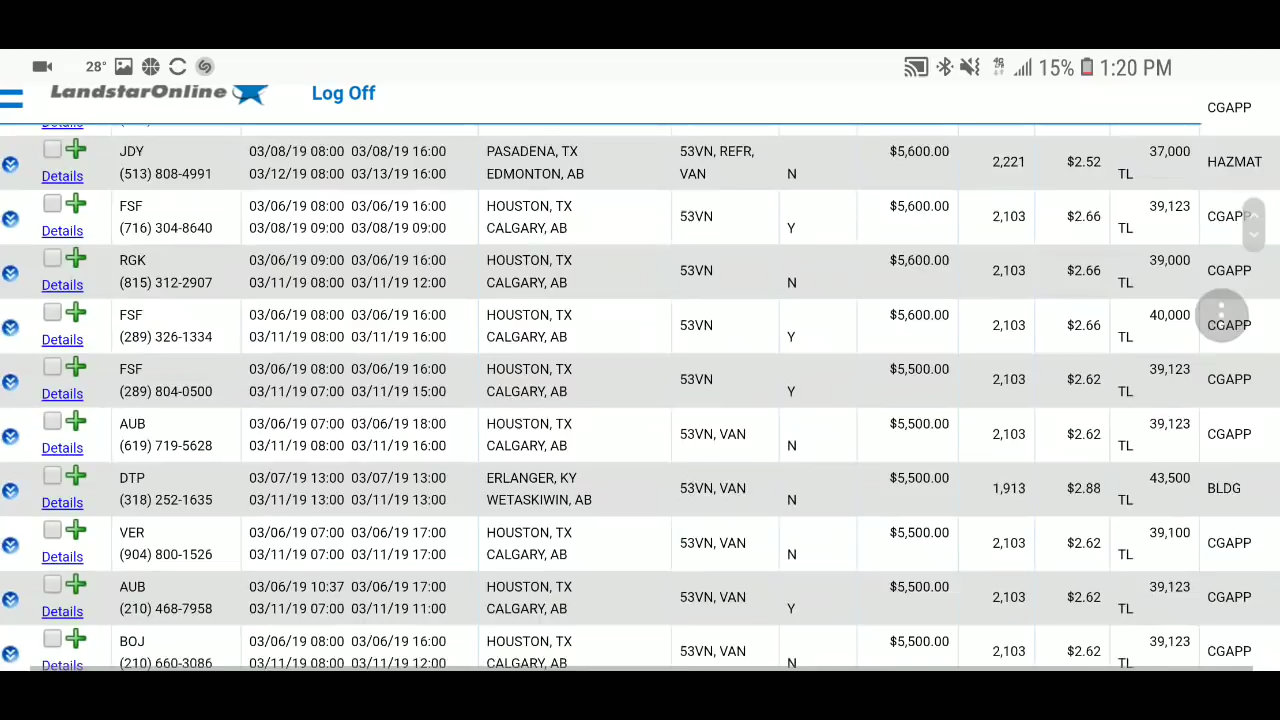 28° 15% 1:20 PM
LandstarOnline Log Off
CGAPP
Details
JDY 03/08/19 08:00 03/08/19 16:00 PASADENA, TX 53VN, REFR, $5,600.00 37,000
(513) 808-4991 03/12/19 08:00 03/13/19 16:00 EDMONTON, AB VAN N 2,221 $2.52 TL HAZMAT
Details
FSF 03/06/19 08:00 03/06/19 16:00 HOUSTON, TX 53VN $5,600.00 2,103 $2.66 39,123 CGAPP
(716) 304-8640 03/08/19 09:00 03/08/19 09:00 CALGARY, AB Y TL
Details
RGK 03/06/19 09:00 03/06/19 16:00 HOUSTON, TX 53VN $5,600.00 2,103 $2.66 39,000 CGAPP
(815) 312-2907 03/11/19 08:00 03/11/19 12:00 CALGARY, AB N TL
Details
FSF 03/06/19 08:00 03/06/19 16:00 HOUSTON, TX 53VN $5,600.00 2,103 $2.66 40,000 CGAPP
(289) 326-1334 03/11/19 08:00 03/11/19 16:00 CALGARY, AB Y TL
Details
FSF 03/06/19 08:00 03/06/19 16:00 HOUSTON, TX 53VN $5,500.00 2,103 $2.62 39,123 CGAPP
(289) 804-0500 03/11/19 07:00 03/11/19 15:00 CALGARY, AB Y TL
Details
AUB 03/06/19 07:00 03/06/19 18:00 HOUSTON, TX 53VN, VAN $5,500.00 2,103 $2.62 39,123 CGAPP
(619) 719-5628 03/11/19 08:00 03/11/19 16:00 CALGARY, AB N TL
Details
DTP 03/07/19 13:00 03/07/19 13:00 ERLANGER, KY 53VN, VAN $5,500.00 1,913 $2.88 43,500 BLDG
(318) 252-1635 03/11/19 13:00 03/11/19 13:00 WETASKIWIN, AB N TL
Details
VER 03/06/19 07:00 03/06/19 17:00 HOUSTON, TX 53VN, VAN $5,500.00 2,103 $2.62 39,100 CGAPP
(904) 800-1526 03/11/19 07:00 03/11/19 17:00 CALGARY, AB N TL
Details
AUB 03/06/19 10:37 03/06/19 17:00 HOUSTON, TX 53VN, VAN $5,500.00 2,103 $2.62 39,123 CGAPP
(210) 468-7958 03/11/19 07:00 03/11/19 11:00 CALGARY, AB Y TL
Details
BOJ 03/06/19 08:00 03/06/19 16:00 HOUSTON, TX 53VN, VAN $5,500.00 2,103 $2.62 39,123 CGAPP
(210) 660-3086 03/11/19 08:00 03/11/19 12:00 CALGARY, AB N TL
Details